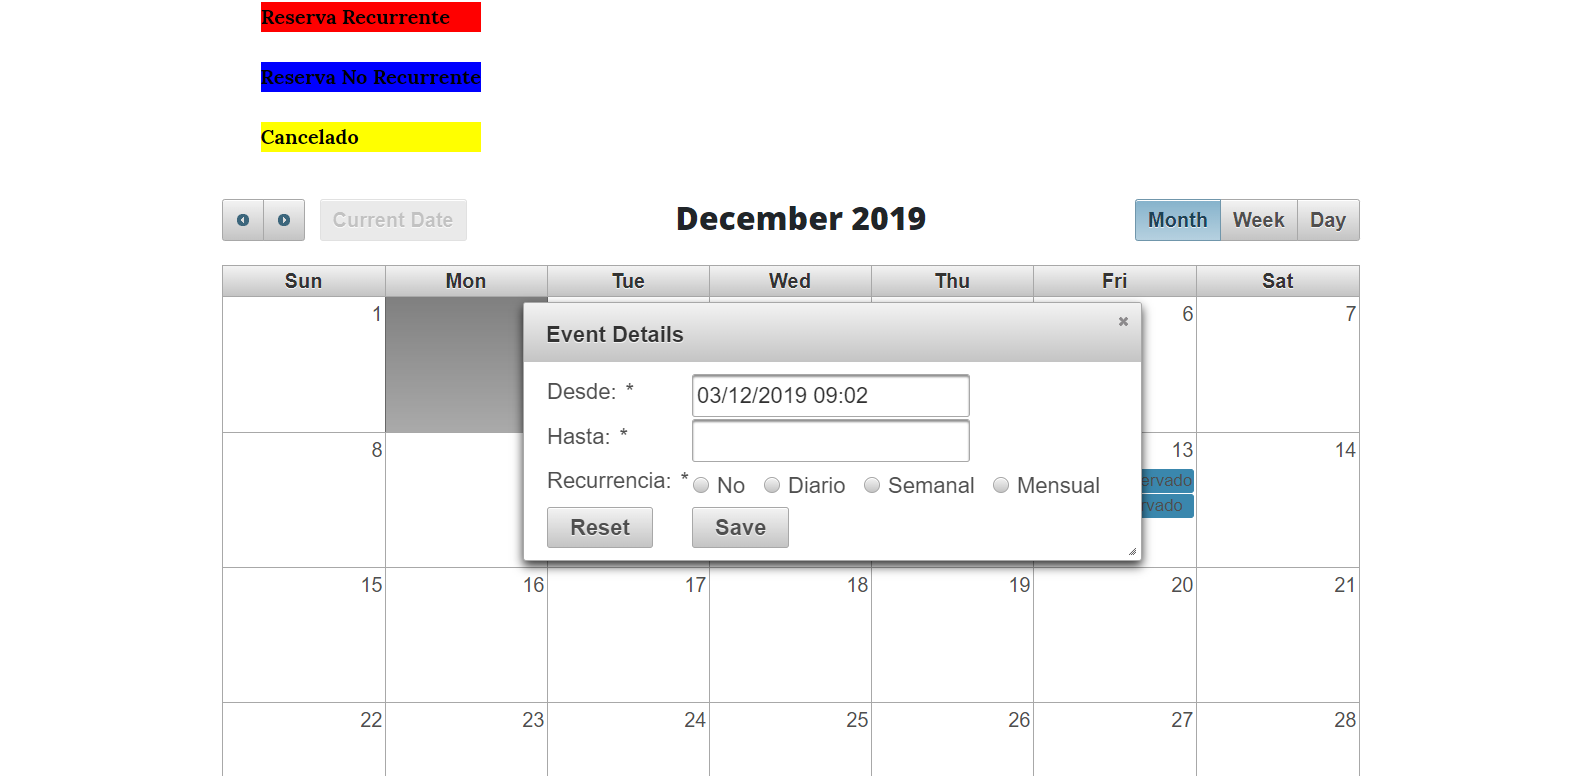 Reserva Recurrente
Reserva No Recurrente
Cancelado
Current Date
December 2019
Month Week Day
Sun Mon Tue Wed Thu Fri Sat
1 6 7
Event Details
Desde: * 03/12/2019 09:02
Hasta: *
Recurrencia: * No Diario Semanal Mensual
Reset Save
8 13 14
ervado
rvado
15 16 17 18 19 20 21
22 23 24 25 26 27 28